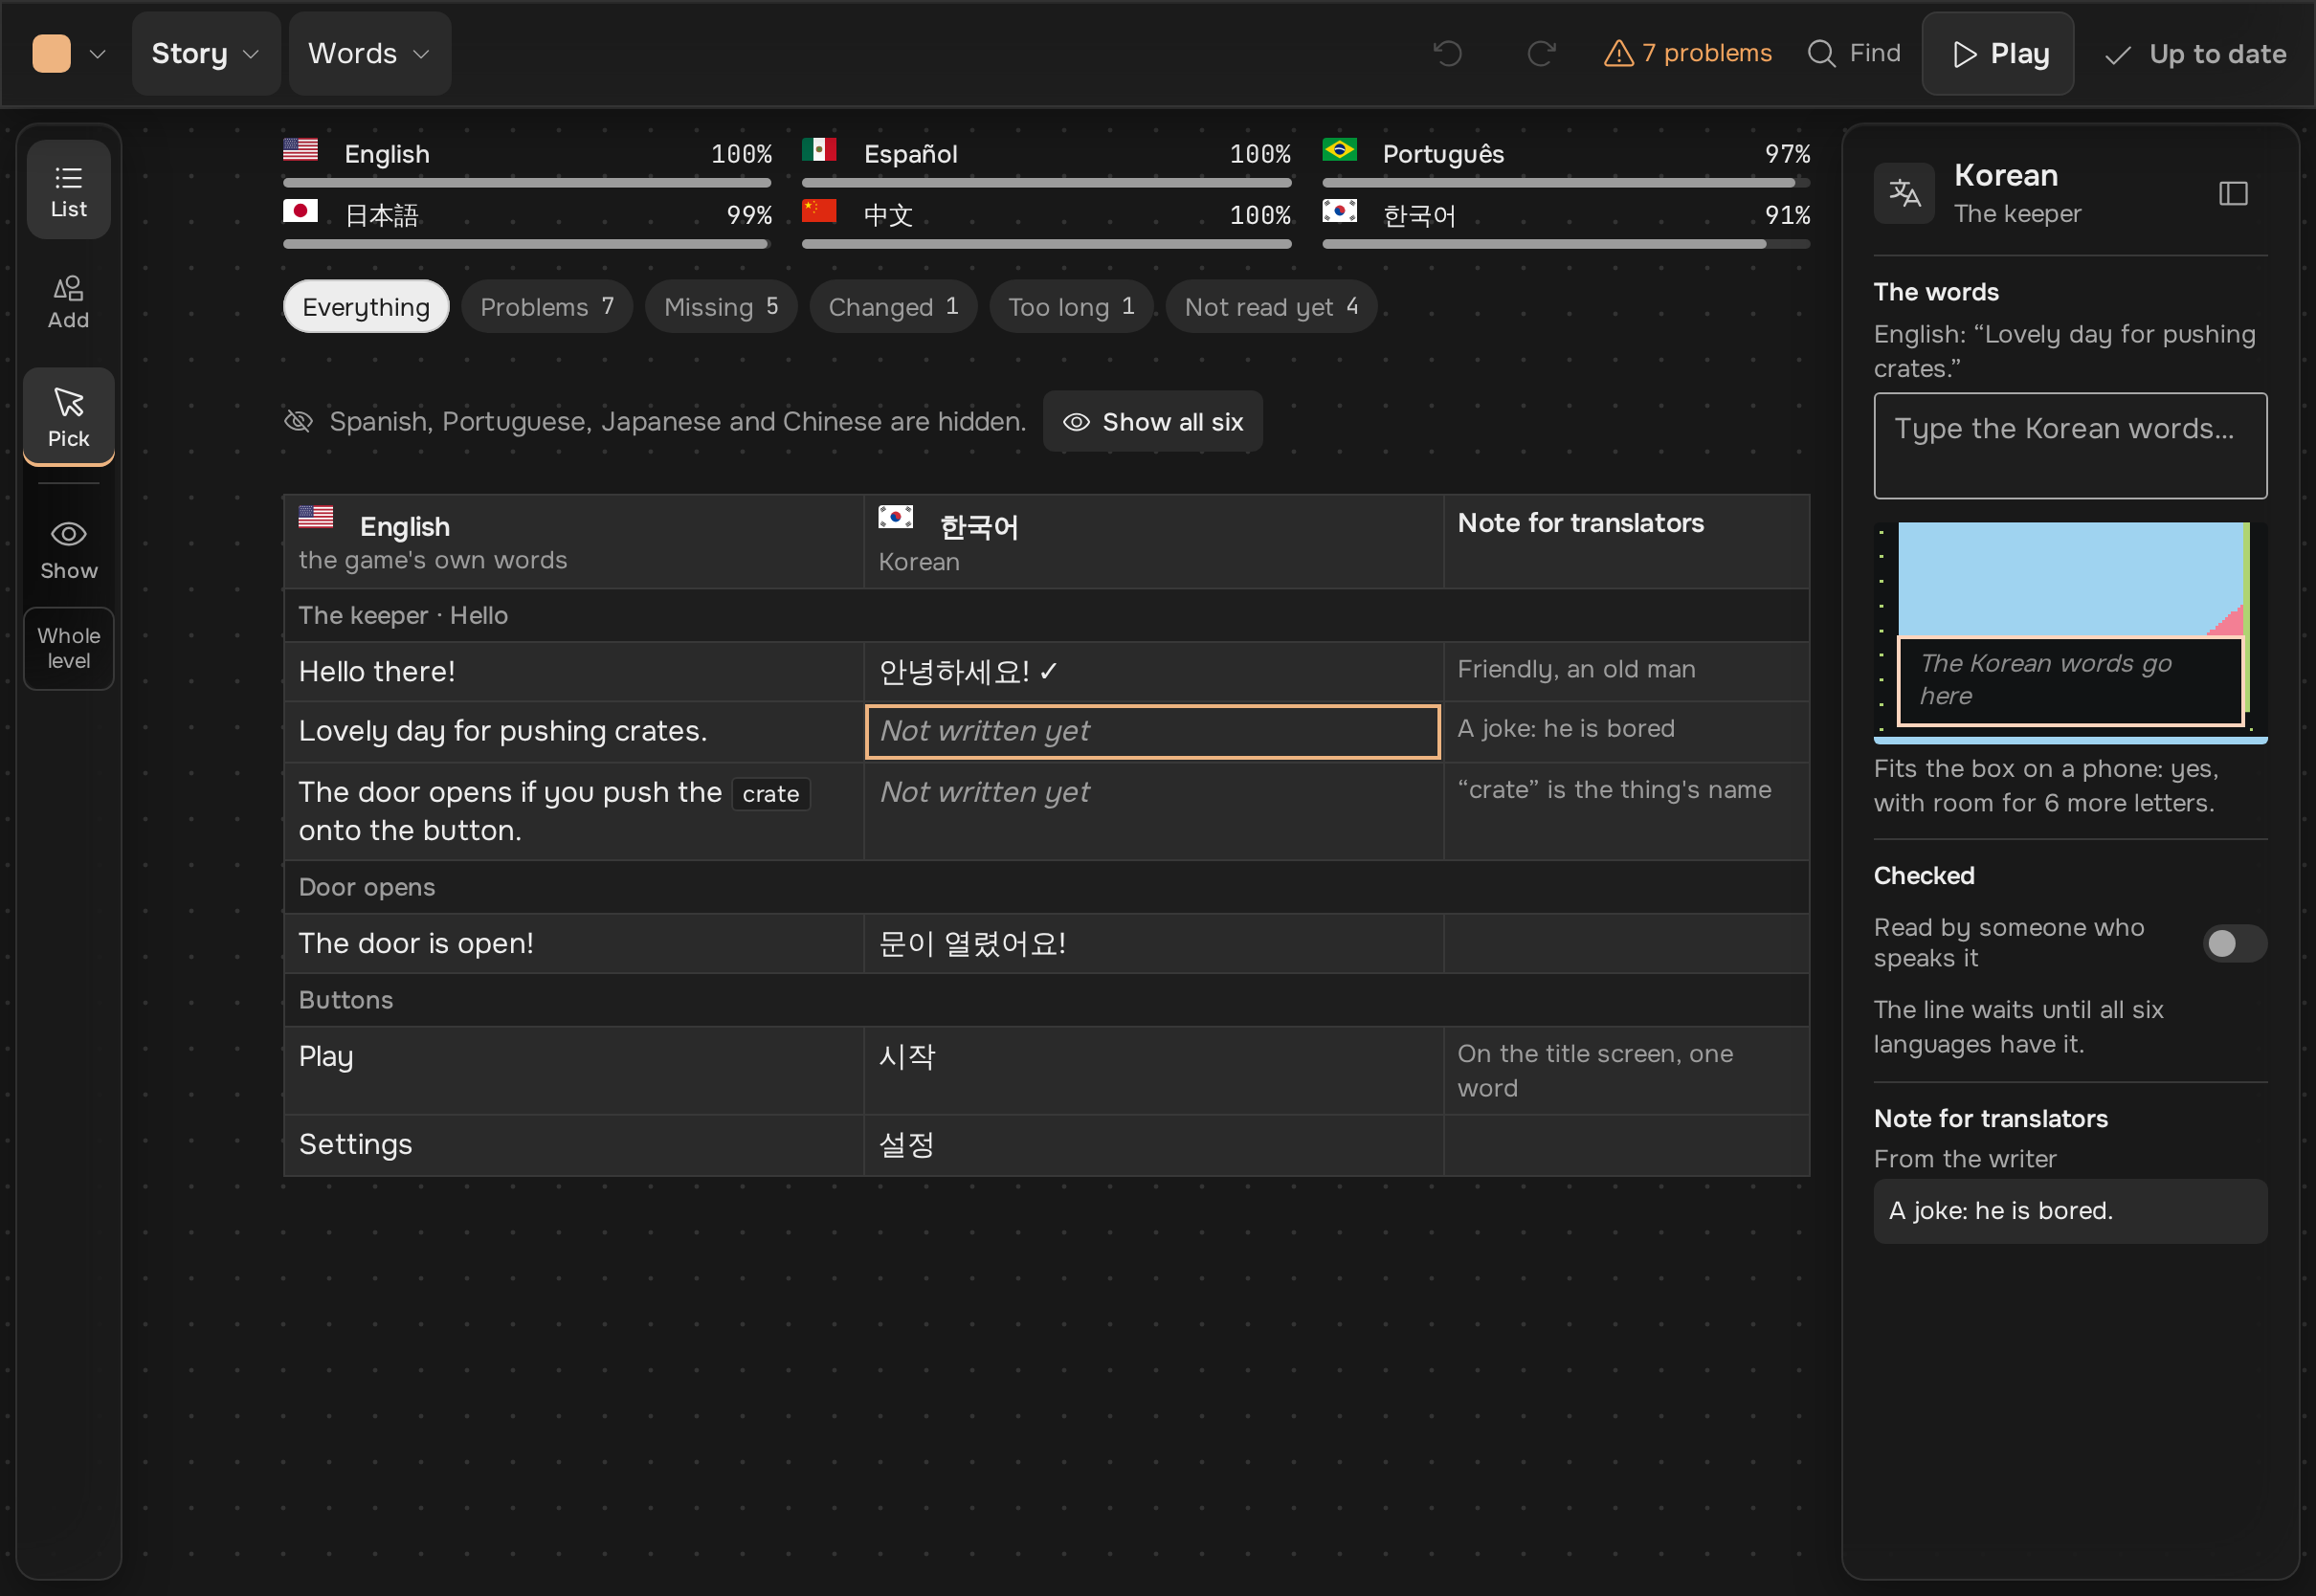 Story
Words
7 problems
Find
Play
Up to date
List
Add
Pick
Show
Whole level
English 100%
Español 100%
Português 97%
日本語 99%
中文 100%
한국어 91%
Everything
Problems 7
Missing 5
Changed 1
Too long 1
Not read yet 4
Spanish, Portuguese, Japanese and Chinese are hidden.
Show all six
English
the game's own words
한국어
Korean
Note for translators
The keeper · Hello
Hello there!
안녕하세요! ✓
Friendly, an old man
Lovely day for pushing crates.
Not written yet
A joke: he is bored
The door opens if you push the crate
onto the button.
Not written yet
“crate” is the thing's name
Door opens
The door is open!
문이 열렸어요!
Buttons
Play
시작
On the title screen, one
word
Settings
설정
Korean
The keeper
The words
English: “Lovely day for pushing
crates.”
Type the Korean words...
The Korean words go
here
Fits the box on a phone: yes,
with room for 6 more letters.
Checked
Read by someone who
speaks it
The line waits until all six
languages have it.
Note for translators
From the writer
A joke: he is bored.